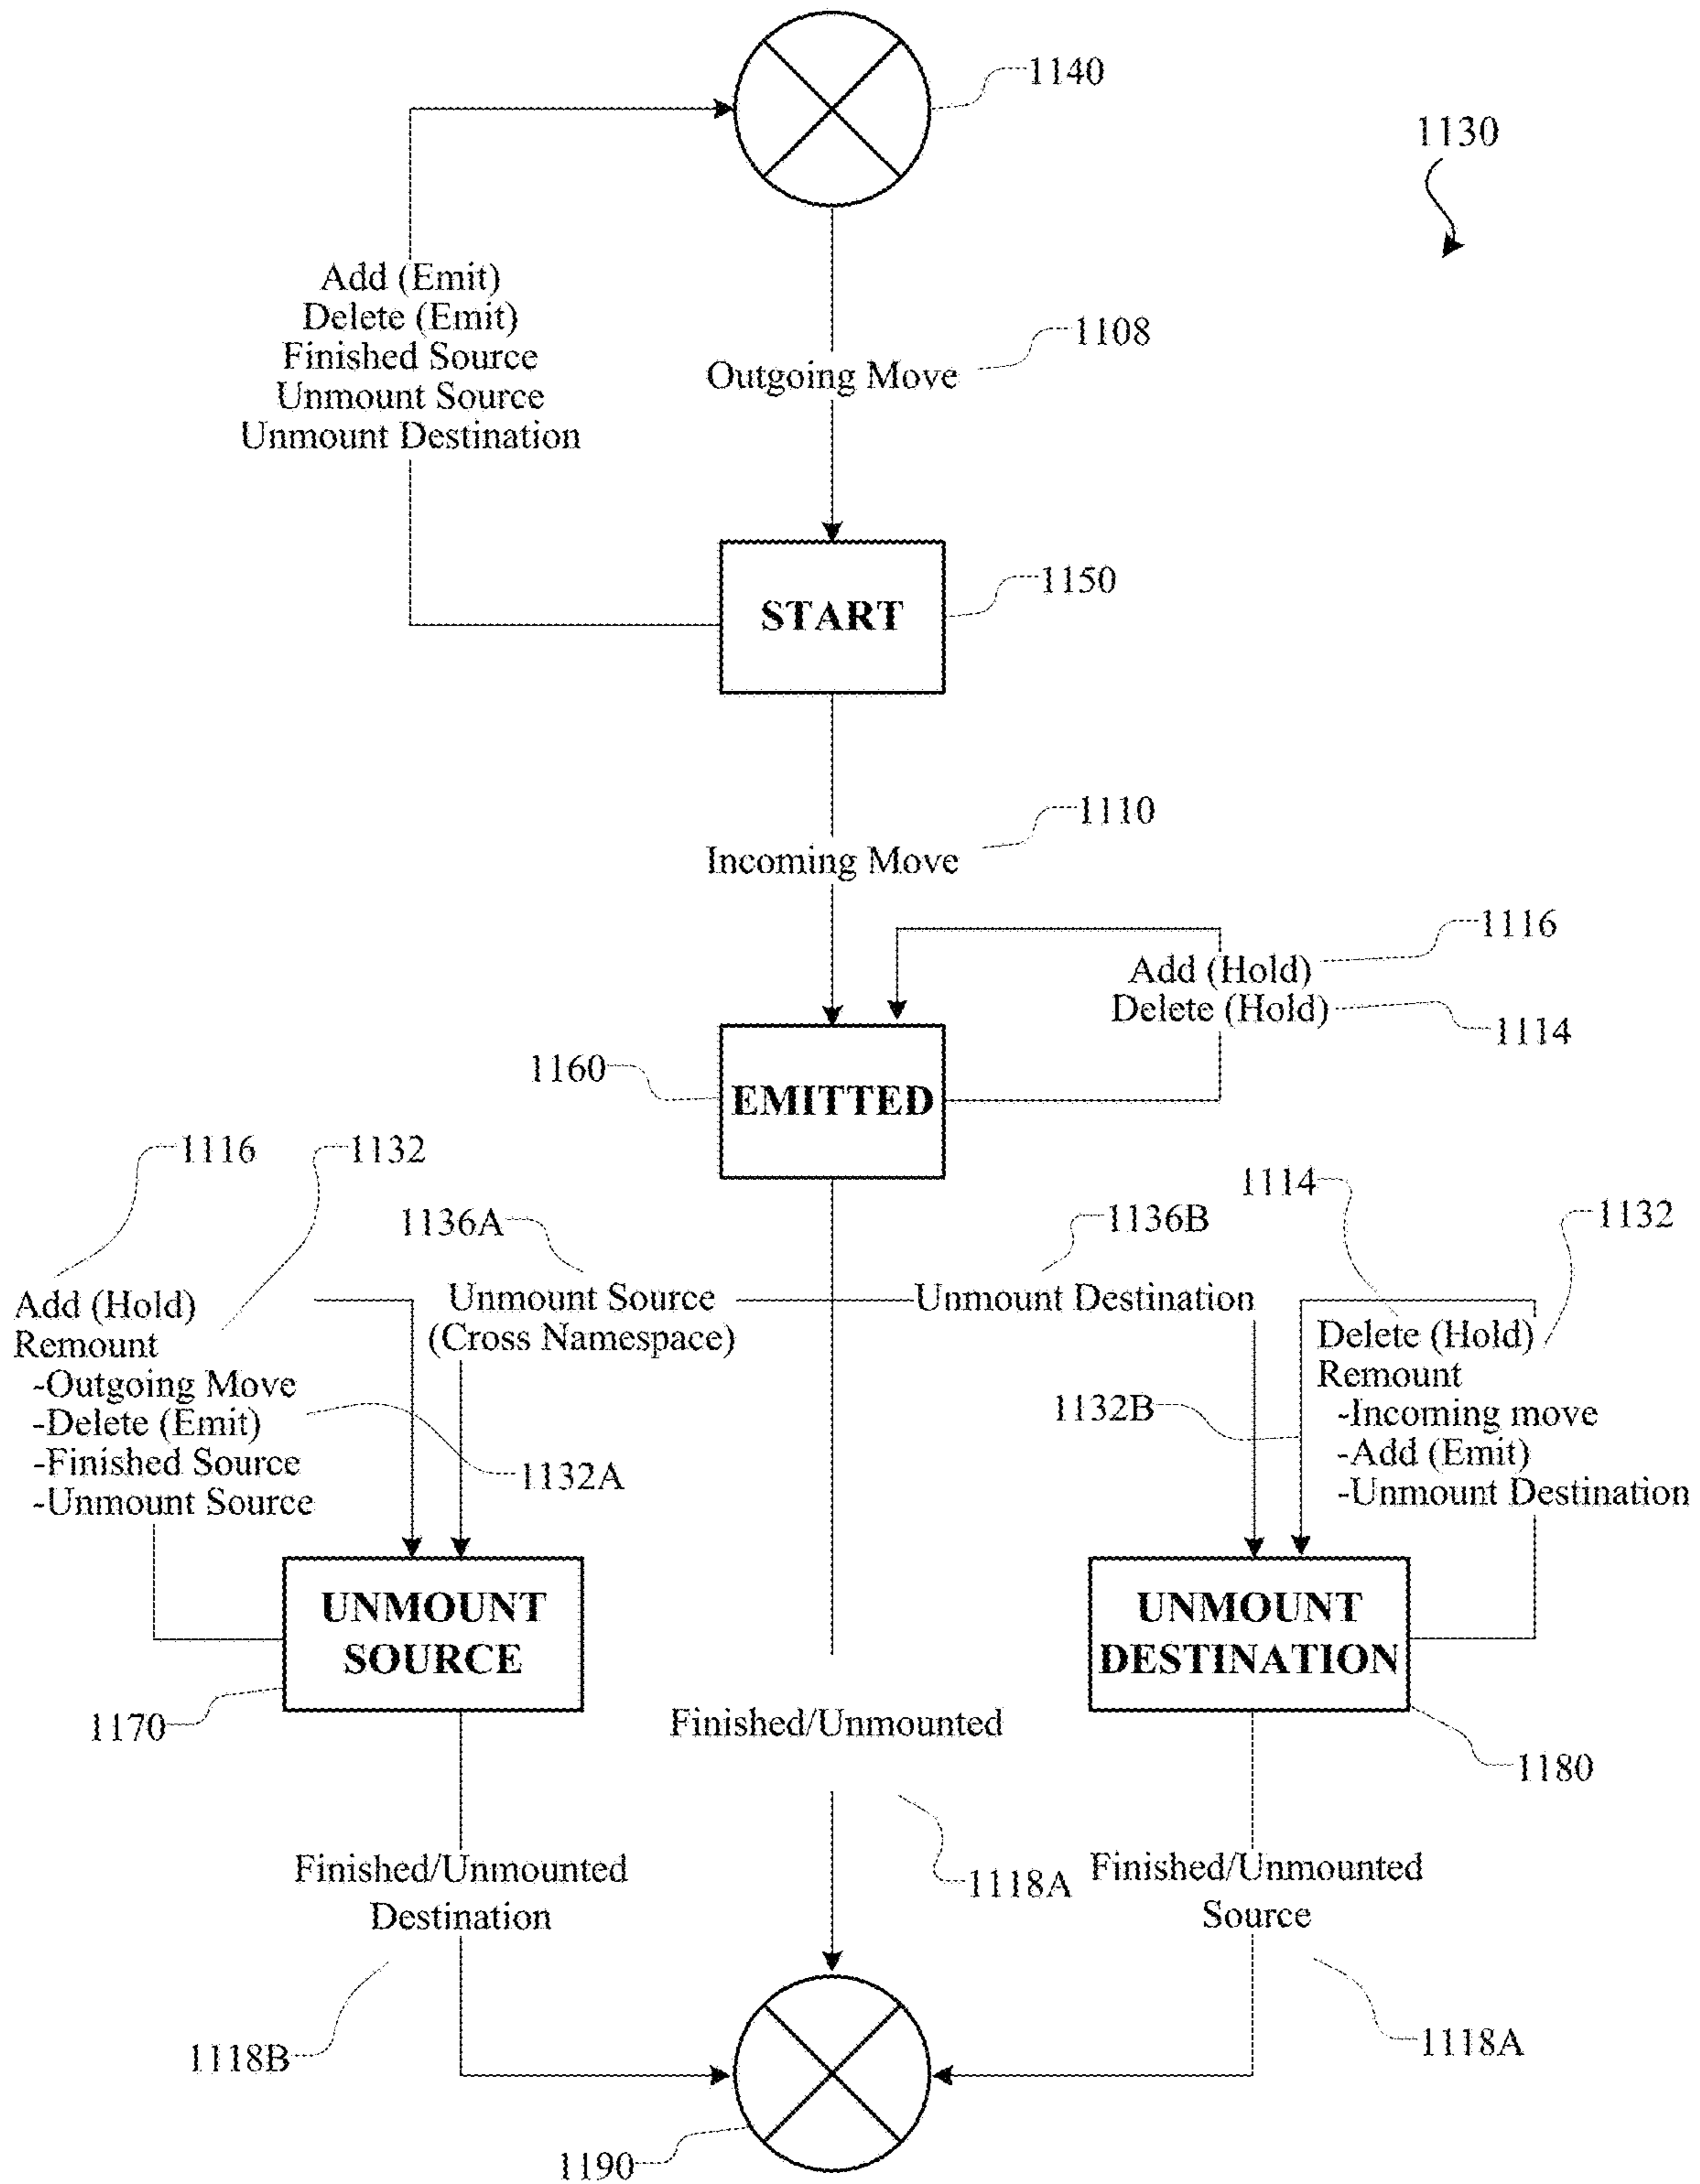 1140
1130
Add (Emit)
Delete (Emit)
Finished Source
Unmount Source
Unmount Destination
1108
Outgoing Move
1150
START
1110
Incoming Move
1116
Add (Hold)
Delete (Hold)
1114
1160
EMITTED
1116
1132
1136A
1136B
1114
1132
Add (Hold)
Remount
-Outgoing Move
-Delete (Emit)
-Finished Source
-Unmount Source
Unmount Source
(Cross Namespace)
Unmount Destination
Delete (Hold)
Remount
-Incoming move
-Add (Emit)
-Unmount Destination
1132A
1132B
UNMOUNT
SOURCE
UNMOUNT
DESTINATION
1170
Finished/Unmounted
1180
Finished/Unmounted
Destination
1118A
Finished/Unmounted
Source
1118B
1118A
1190